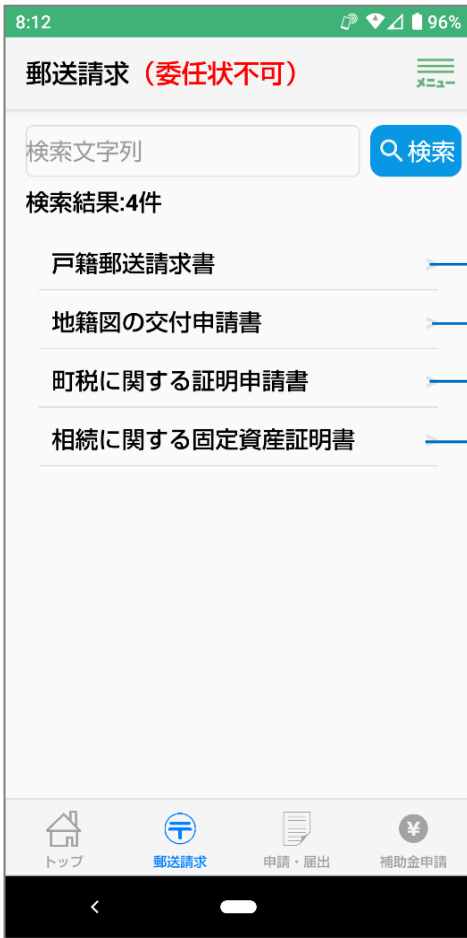 8:12 96%
郵送請求（委任状不可）
メニュー
検索文字列 検索
検索結果:4件
戸籍郵送請求書
地籍図の交付申請書
町税に関する証明申請書
相続に関する固定資産証明書
トップ 郵送請求 申請・届出 補助金申請